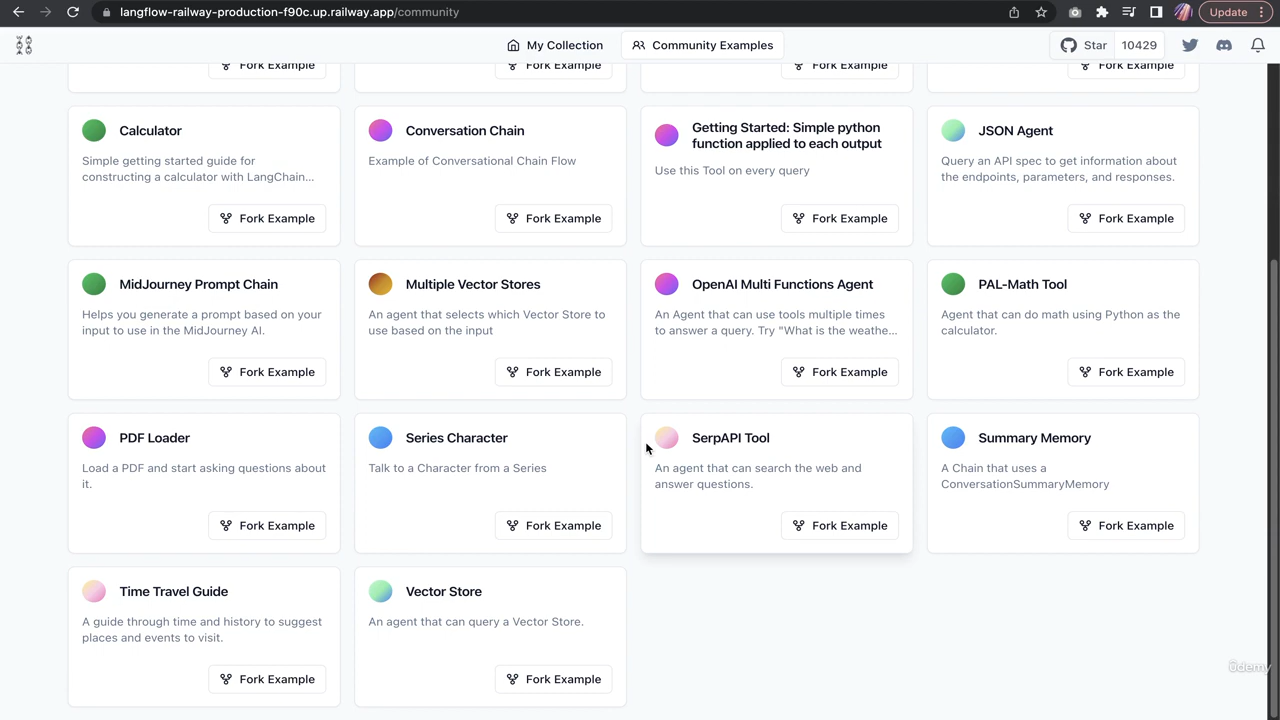 langflow-railway-production-f90c.up.railway.app/community
Update
My Collection
Community Examples
Star
10429
Fork Example
Fork Example
Fork Example
Fork Example
Calculator
Simple getting started guide for
constructing a calculator with LangChain...
Fork Example
Conversation Chain
Example of Conversational Chain Flow
Fork Example
Getting Started: Simple python
function applied to each output
Use this Tool on every query
Fork Example
JSON Agent
Query an API spec to get information about
the endpoints, parameters, and responses.
Fork Example
MidJourney Prompt Chain
Helps you generate a prompt based on your
input to use in the MidJourney AI.
Fork Example
Multiple Vector Stores
An agent that selects which Vector Store to
use based on the input
Fork Example
OpenAI Multi Functions Agent
An Agent that can use tools multiple times
to answer a query. Try "What is the weathe...
Fork Example
PAL-Math Tool
Agent that can do math using Python as the
calculator.
Fork Example
PDF Loader
Load a PDF and start asking questions about
it.
Fork Example
Series Character
Talk to a Character from a Series
Fork Example
SerpAPI Tool
An agent that can search the web and
answer questions.
Fork Example
Summary Memory
A Chain that uses a
ConversationSummaryMemory
Fork Example
Time Travel Guide
A guide through time and history to suggest
places and events to visit.
Fork Example
Vector Store
An agent that can query a Vector Store.
Fork Example
ûdemy